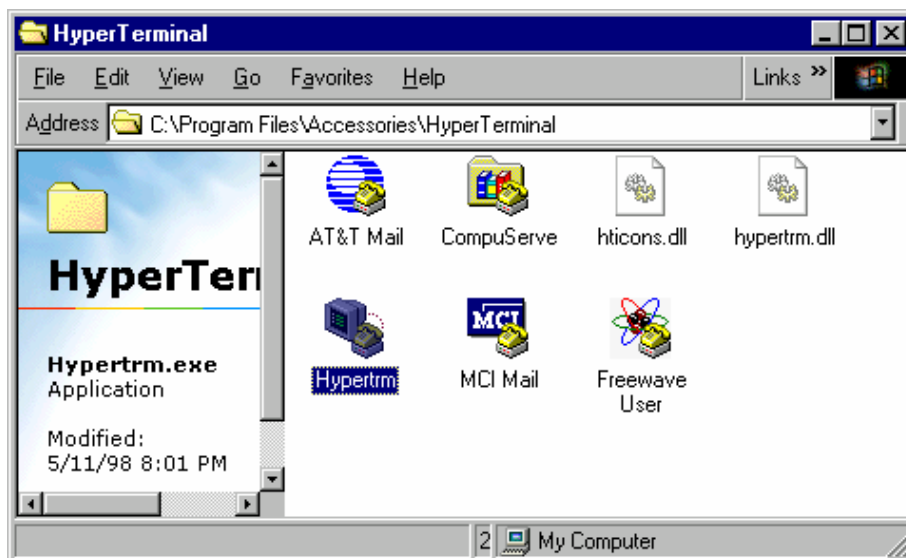 HyperTerminal
File Edit View Go Favorites Help Links »
Address C:\Program Files\Accessories\HyperTerminal
HyperTer
Hypertrm.exe
Application
Modified:
5/11/98 8:01 PM
AT&T Mail CompuServe hticons.dll hypertrm.dll
MCI
Hypertrm MCI Mail Freewave
User
2 My Computer